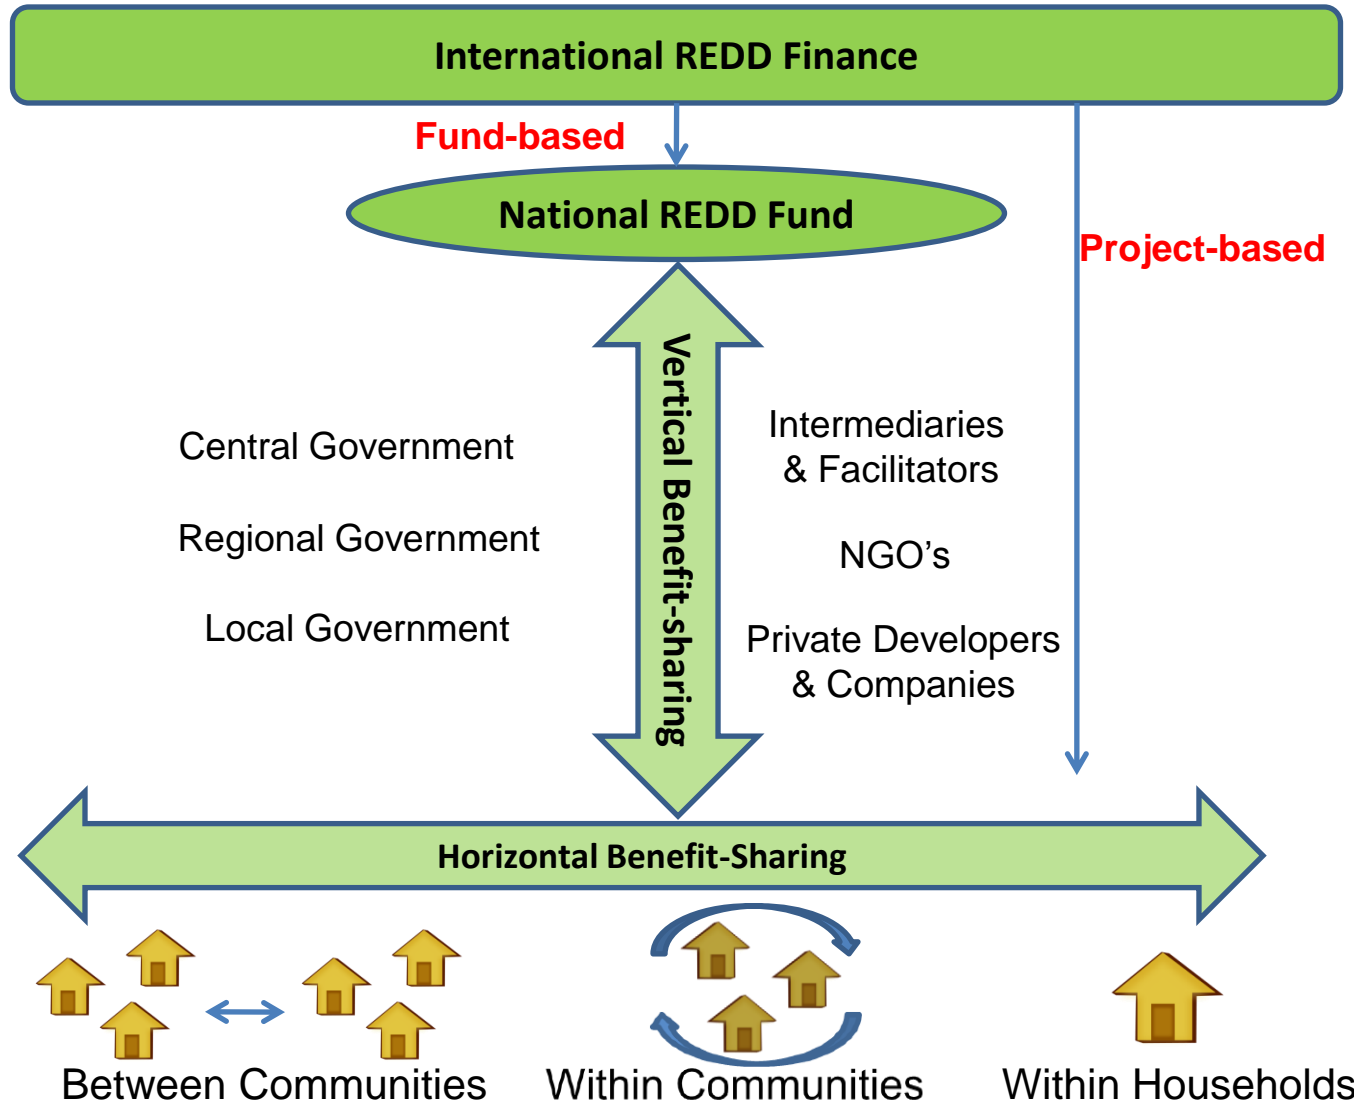 International REDD Finance
Fund-based
National REDD Fund
Project-based
Vertical Benefit-sharing
Central Government
Regional Government
Local Government
Intermediaries
& Facilitators
NGO’s
Private Developers
& Companies
Horizontal Benefit-Sharing
Between Communities
Within Communities
Within Households